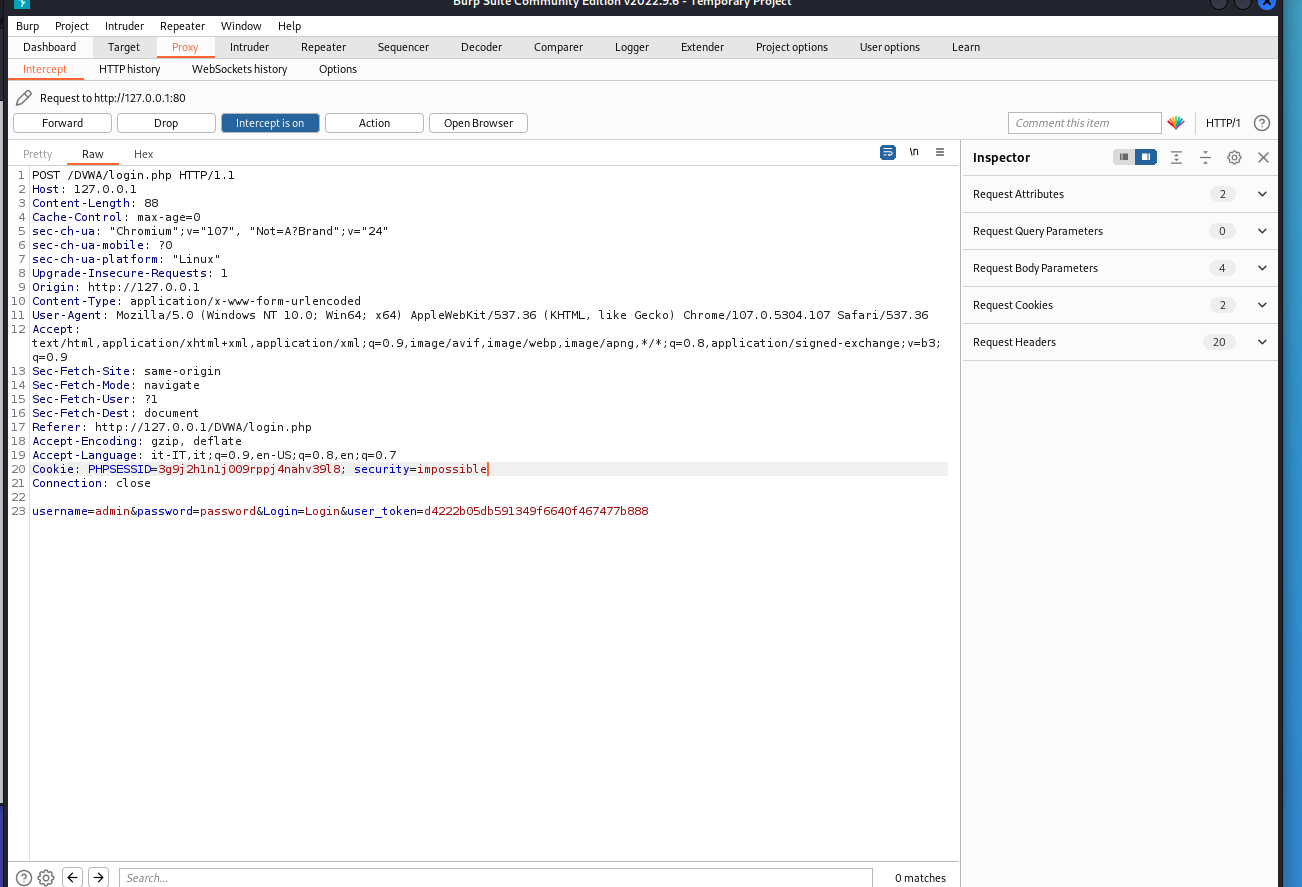 Burp Suite Community Edition v2022.9.6 - Temporary Project
Burp Project Intruder Repeater Window Help
Dashboard Target Proxy Intruder Repeater Sequencer Decoder Comparer Logger Extender Project options User options Learn
Intercept HTTP history WebSockets history Options
Request to http://127.0.0.1:80
Forward Drop Intercept is on Action Open Browser Comment this item HTTP/1 ?
Pretty Raw Hex \n ≡ Inspector
1 POST /DVWA/login.php HTTP/1.1
2 Host: 127.0.0.1
3 Content-Length: 88
4 Cache-Control: max-age=0
5 sec-ch-ua: "Chromium";v="107", "Not=A?Brand";v="24"
6 sec-ch-ua-mobile: ?0
7 sec-ch-ua-platform: "Linux"
8 Upgrade-Insecure-Requests: 1
9 Origin: http://127.0.0.1
10 Content-Type: application/x-www-form-urlencoded
11 User-Agent: Mozilla/5.0 (Windows NT 10.0; Win64; x64) AppleWebKit/537.36 (KHTML, like Gecko) Chrome/107.0.5304.107 Safari/537.36
12 Accept:
text/html,application/xhtml+xml,application/xml;q=0.9,image/avif,image/webp,image/apng,*/*;q=0.8,application/signed-exchange;v=b3;
q=0.9
13 Sec-Fetch-Site: same-origin
14 Sec-Fetch-Mode: navigate
15 Sec-Fetch-User: ?1
16 Sec-Fetch-Dest: document
17 Referer: http://127.0.0.1/DVWA/login.php
18 Accept-Encoding: gzip, deflate
19 Accept-Language: it-IT,it;q=0.9,en-US;q=0.8,en;q=0.7
20 Cookie: PHPSESSID=3g9j2h1n1j009rppj4nahv39l8; security=impossible
21 Connection: close
22
23 username=admin&password=password&Login=Login&user_token=d4222b05db591349f6640f467477b888
Request Attributes 2
Request Query Parameters 0
Request Body Parameters 4
Request Cookies 2
Request Headers 20
? Search... 0 matches